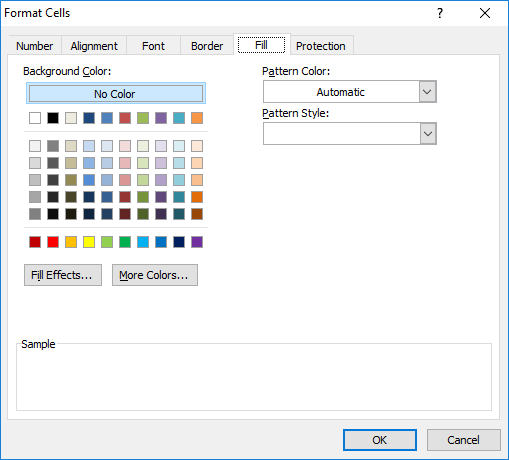 Format Cells
Number Alignment Font Border Fill Protection
Background Color:
No Color
Fill Effects...
More Colors...
Pattern Color:
Automatic
Pattern Style:
Sample
OK
Cancel